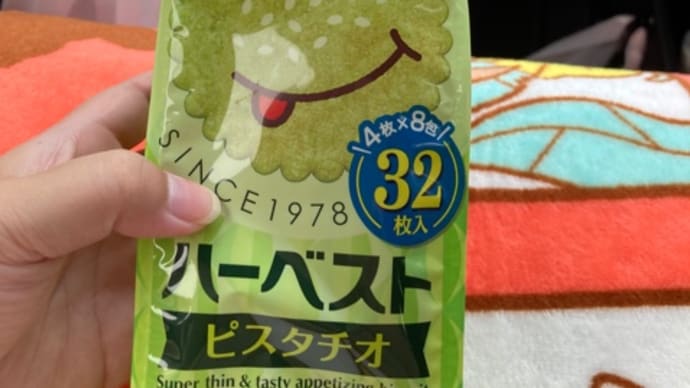 4枚×8包
32
枚入
SINCE1978
ハーベスト
ピスタチオ
Super thin & tasty appetizing